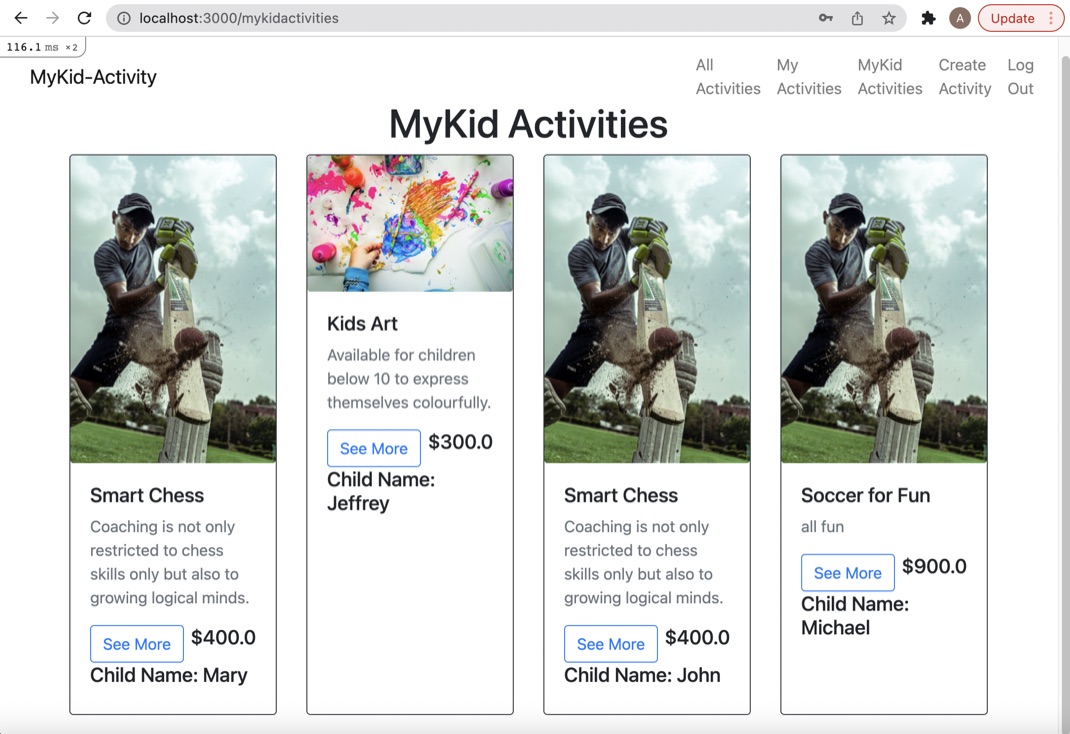 localhost:3000/mykidactivities
A
Update
116.1 ms ×2
MyKid-Activity
All Activities
My Activities
MyKid Activities
Create Activity
Log Out
MyKid Activities
Smart Chess
Coaching is not only
restricted to chess
skills only but also to
growing logical minds.
See More $400.0
Child Name: Mary
Kids Art
Available for children
below 10 to express
themselves colourfully.
See More $300.0
Child Name:
Jeffrey
Smart Chess
Coaching is not only
restricted to chess
skills only but also to
growing logical minds.
See More $400.0
Child Name: John
Soccer for Fun
all fun
See More $900.0
Child Name:
Michael